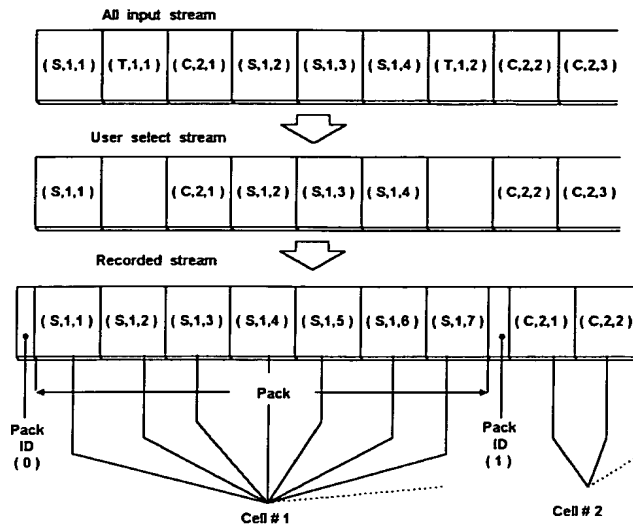 All input stream
(S,1,1) (T,1,1) (C,2,1) (S,1,2) (S,1,3) (S,1,4) (T,1,2) (C,2,2) (C,2,3)
User select stream
(S,1,1) (C,2,1) (S,1,2) (S,1,3) (S,1,4) (C,2,2) (C,2,3)
Recorded stream
(S,1,1) (S,1,2) (S,1,3) (S,1,4) (S,1,5) (S,1,6) (S,1,7) (C,2,1) (C,2,2)
Pack
Pack
ID
(0)
Pack
ID
(1)
Cell # 1
Cell # 2